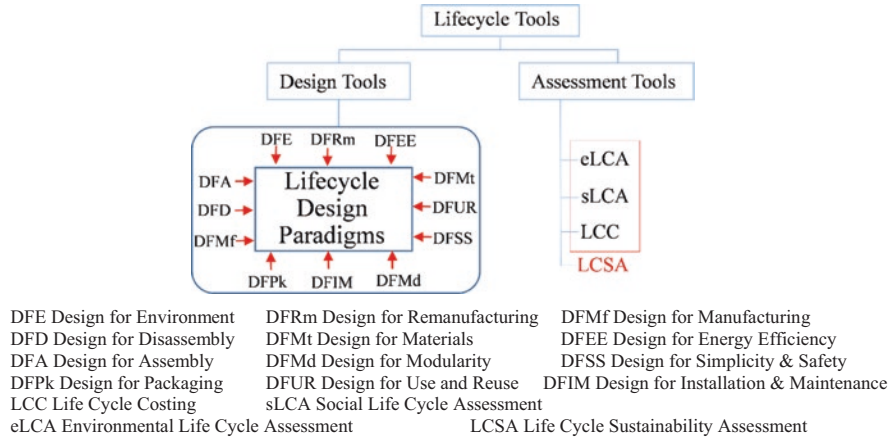 Lifecycle Tools
Design Tools
Assessment Tools
DFE DFRm DFEE
DFA
DFD
DFMf
Lifecycle
Design
Paradigms
DFMt
DFUR
DFSS
DFPk DFIM DFMd
eLCA
sLCA
LCC
LCSA
DFE Design for Environment DFRm Design for Remanufacturing DFMf Design for Manufacturing
DFD Design for Disassembly DFMt Design for Materials DFEE Design for Energy Efficiency
DFA Design for Assembly DFMd Design for Modularity DFSS Design for Simplicity & Safety
DFPk Design for Packaging DFUR Design for Use and Reuse DFIM Design for Installation & Maintenance
LCC Life Cycle Costing sLCA Social Life Cycle Assessment
eLCA Environmental Life Cycle Assessment LCSA Life Cycle Sustainability Assessment